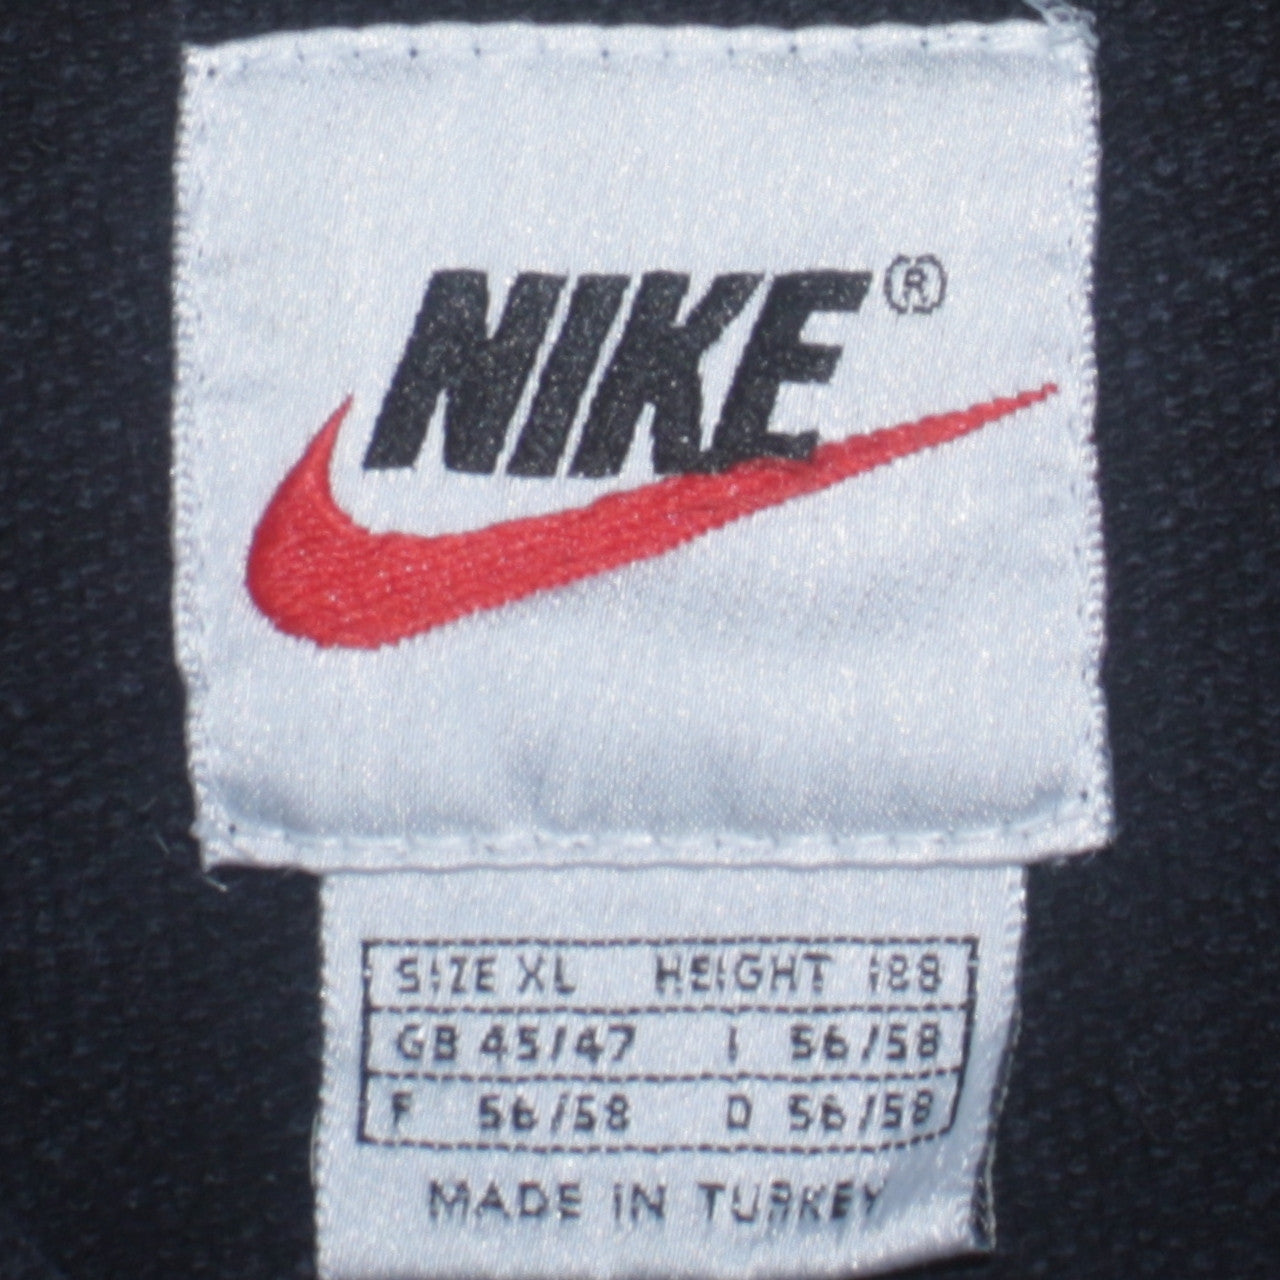 NIKE®
SIZE XL HEIGHT 188
GB 45/47 I 56/58
F 56/58 D 56/58
MADE IN TURKEY